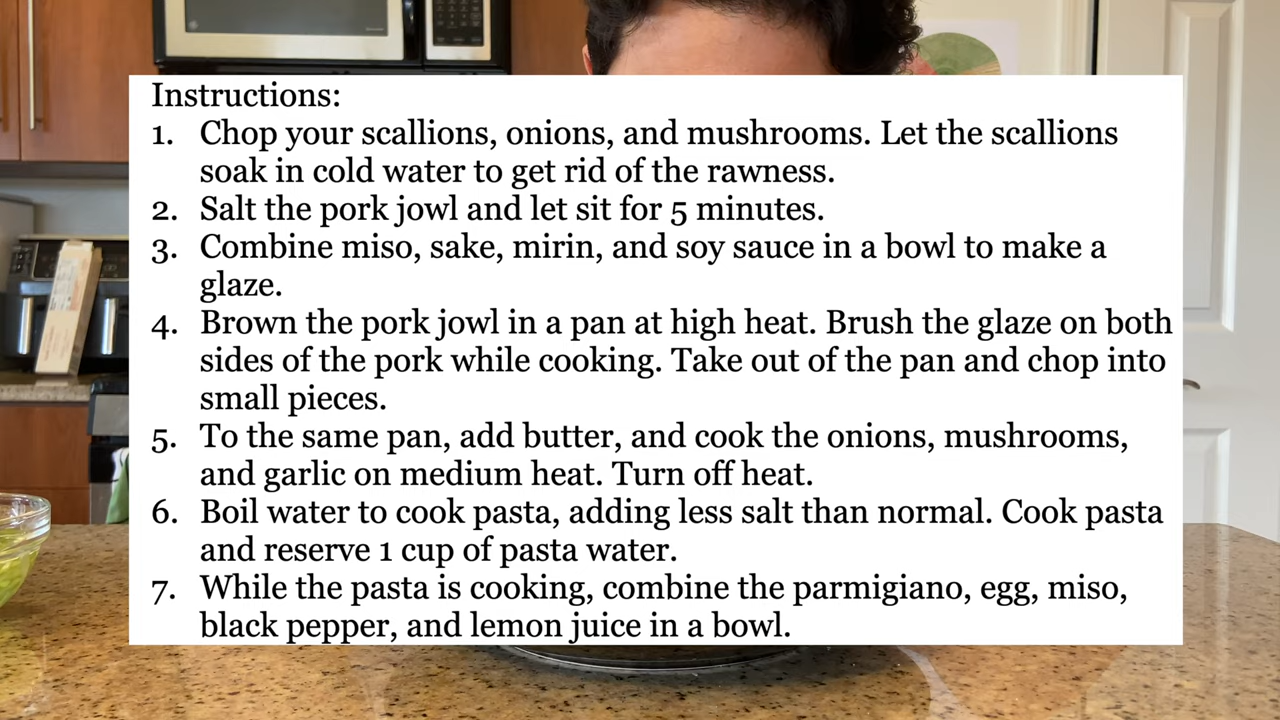 Instructions:
1. Chop your scallions, onions, and mushrooms. Let the scallions
soak in cold water to get rid of the rawness.
2. Salt the pork jowl and let sit for 5 minutes.
3. Combine miso, sake, mirin, and soy sauce in a bowl to make a
glaze.
4. Brown the pork jowl in a pan at high heat. Brush the glaze on both
sides of the pork while cooking. Take out of the pan and chop into
small pieces.
5. To the same pan, add butter, and cook the onions, mushrooms,
and garlic on medium heat. Turn off heat.
6. Boil water to cook pasta, adding less salt than normal. Cook pasta
and reserve 1 cup of pasta water.
7. While the pasta is cooking, combine the parmigiano, egg, miso,
black pepper, and lemon juice in a bowl.